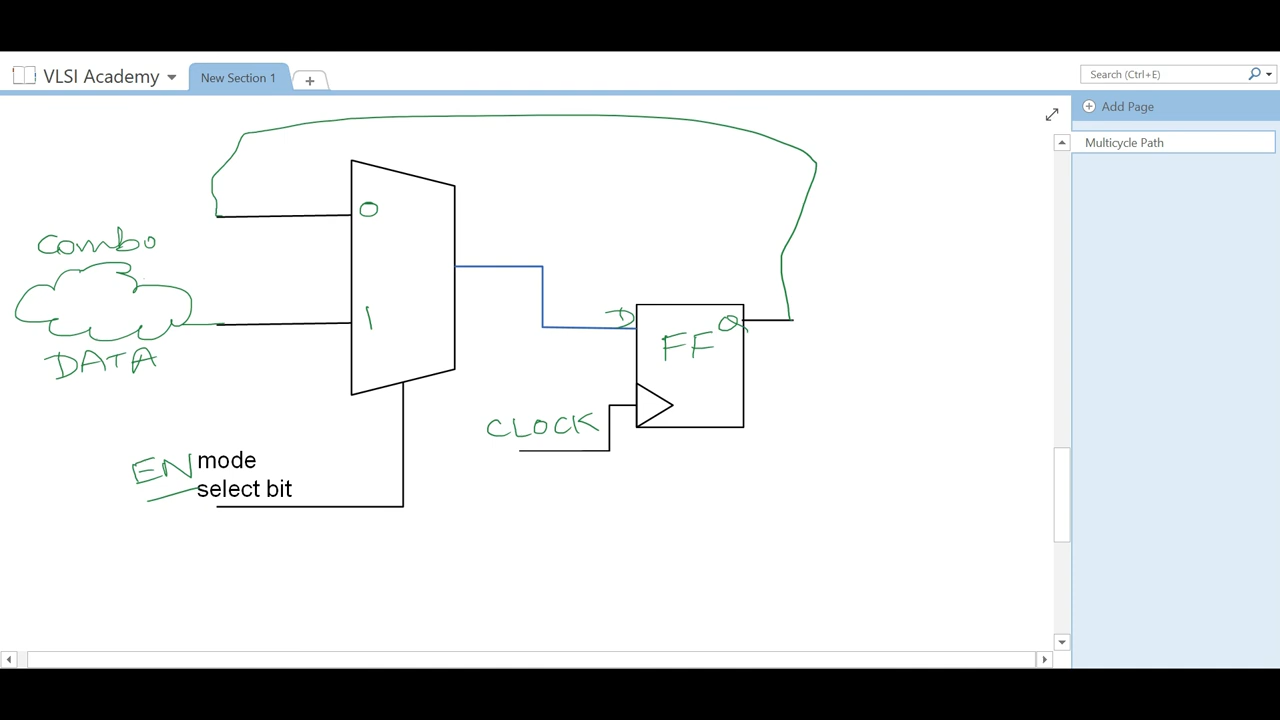 VLSI Academy
New Section 1
+
Search (Ctrl+E)
Add Page
Multicycle Path
0
combo
1
DATA
D
Q
FF
CLOCK
EN mode
select bit